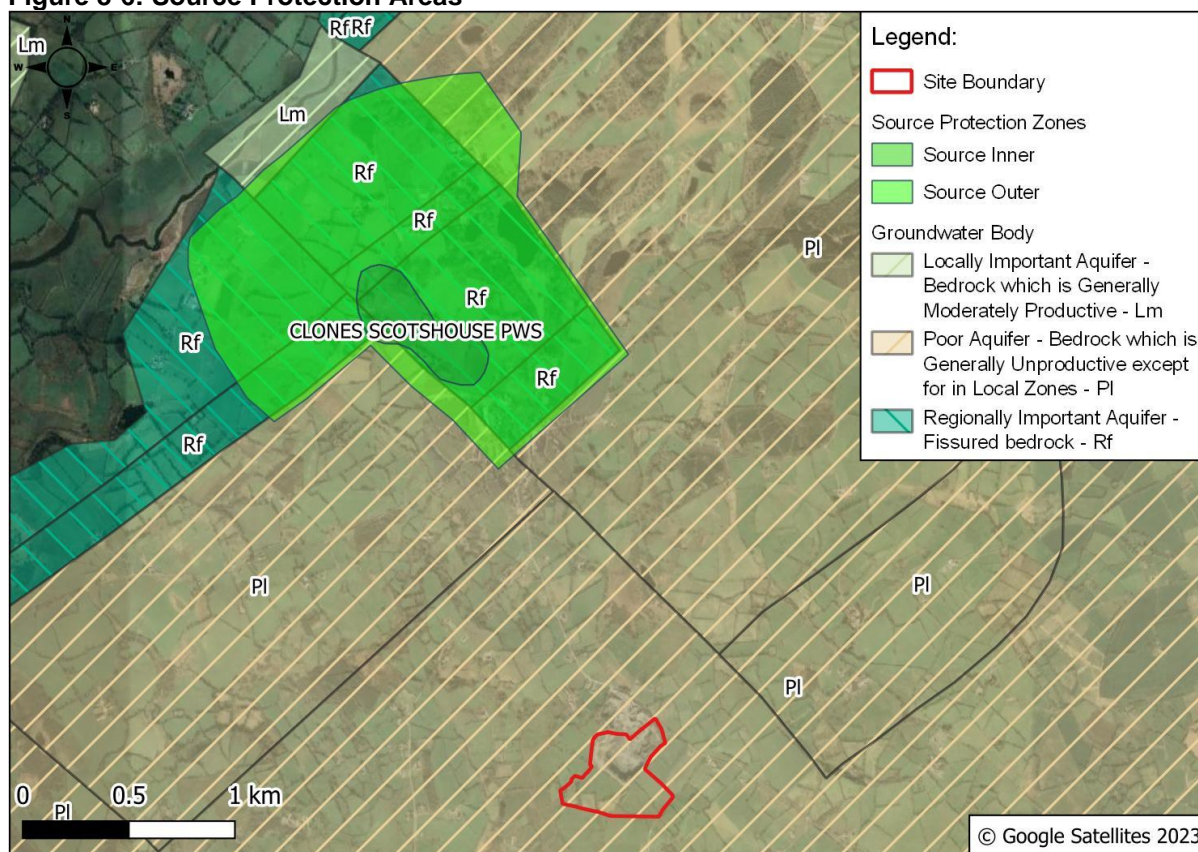 Figure 8-6: Source Protection Areas
Rf Rf
Lm
N
W E
S
Lm
Rf
Rf
Pl
Rf
CLONES SCOTSHOUSE PWS
Rf
Rf
Rf
Pl
Pl
Pl
Pl
0 0.5 1 km
Legend:
Site Boundary
Source Protection Zones
Source Inner
Source Outer
Groundwater Body
Locally Important Aquifer -
Bedrock which is Generally
Moderately Productive - Lm
Poor Aquifer - Bedrock which is
Generally Unproductive except
for in Local Zones - Pl
Regionally Important Aquifer -
Fissured bedrock - Rf
© Google Satellites 2023